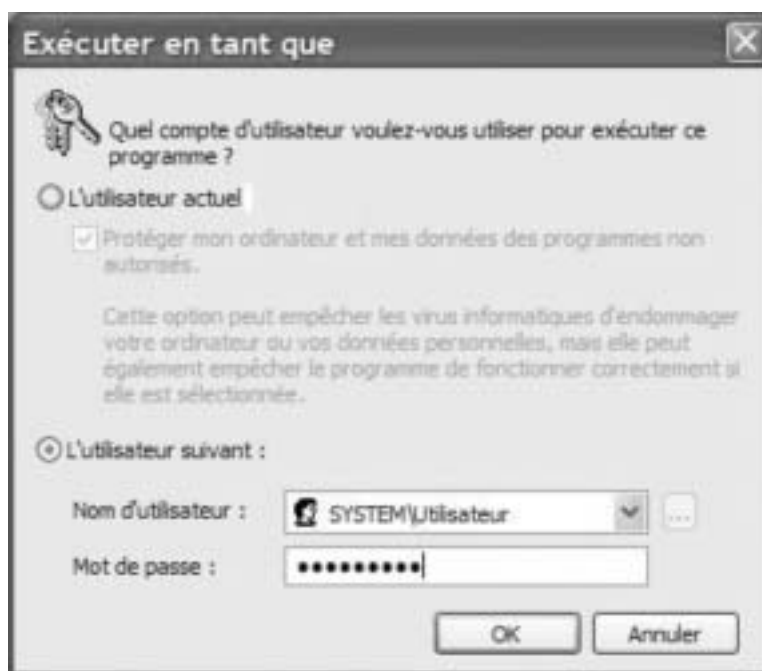 Exécuter en tant que
Quel compte d'utilisateur voulez-vous utiliser pour exécuter ce
programme ?
L'utilisateur actuel
Protéger mon ordinateur et mes données des programmes non
autorisés.
Cette option peut empêcher les virus informatiques d'endommager
votre ordinateur ou vos données personnelles, mais elle peut
également empêcher le programme de fonctionner correctement si
elle est sélectionnée.
L'utilisateur suivant :
Nom d'utilisateur : SYSTEM\Utilisateur ...
Mot de passe : •••••••••
OK Annuler